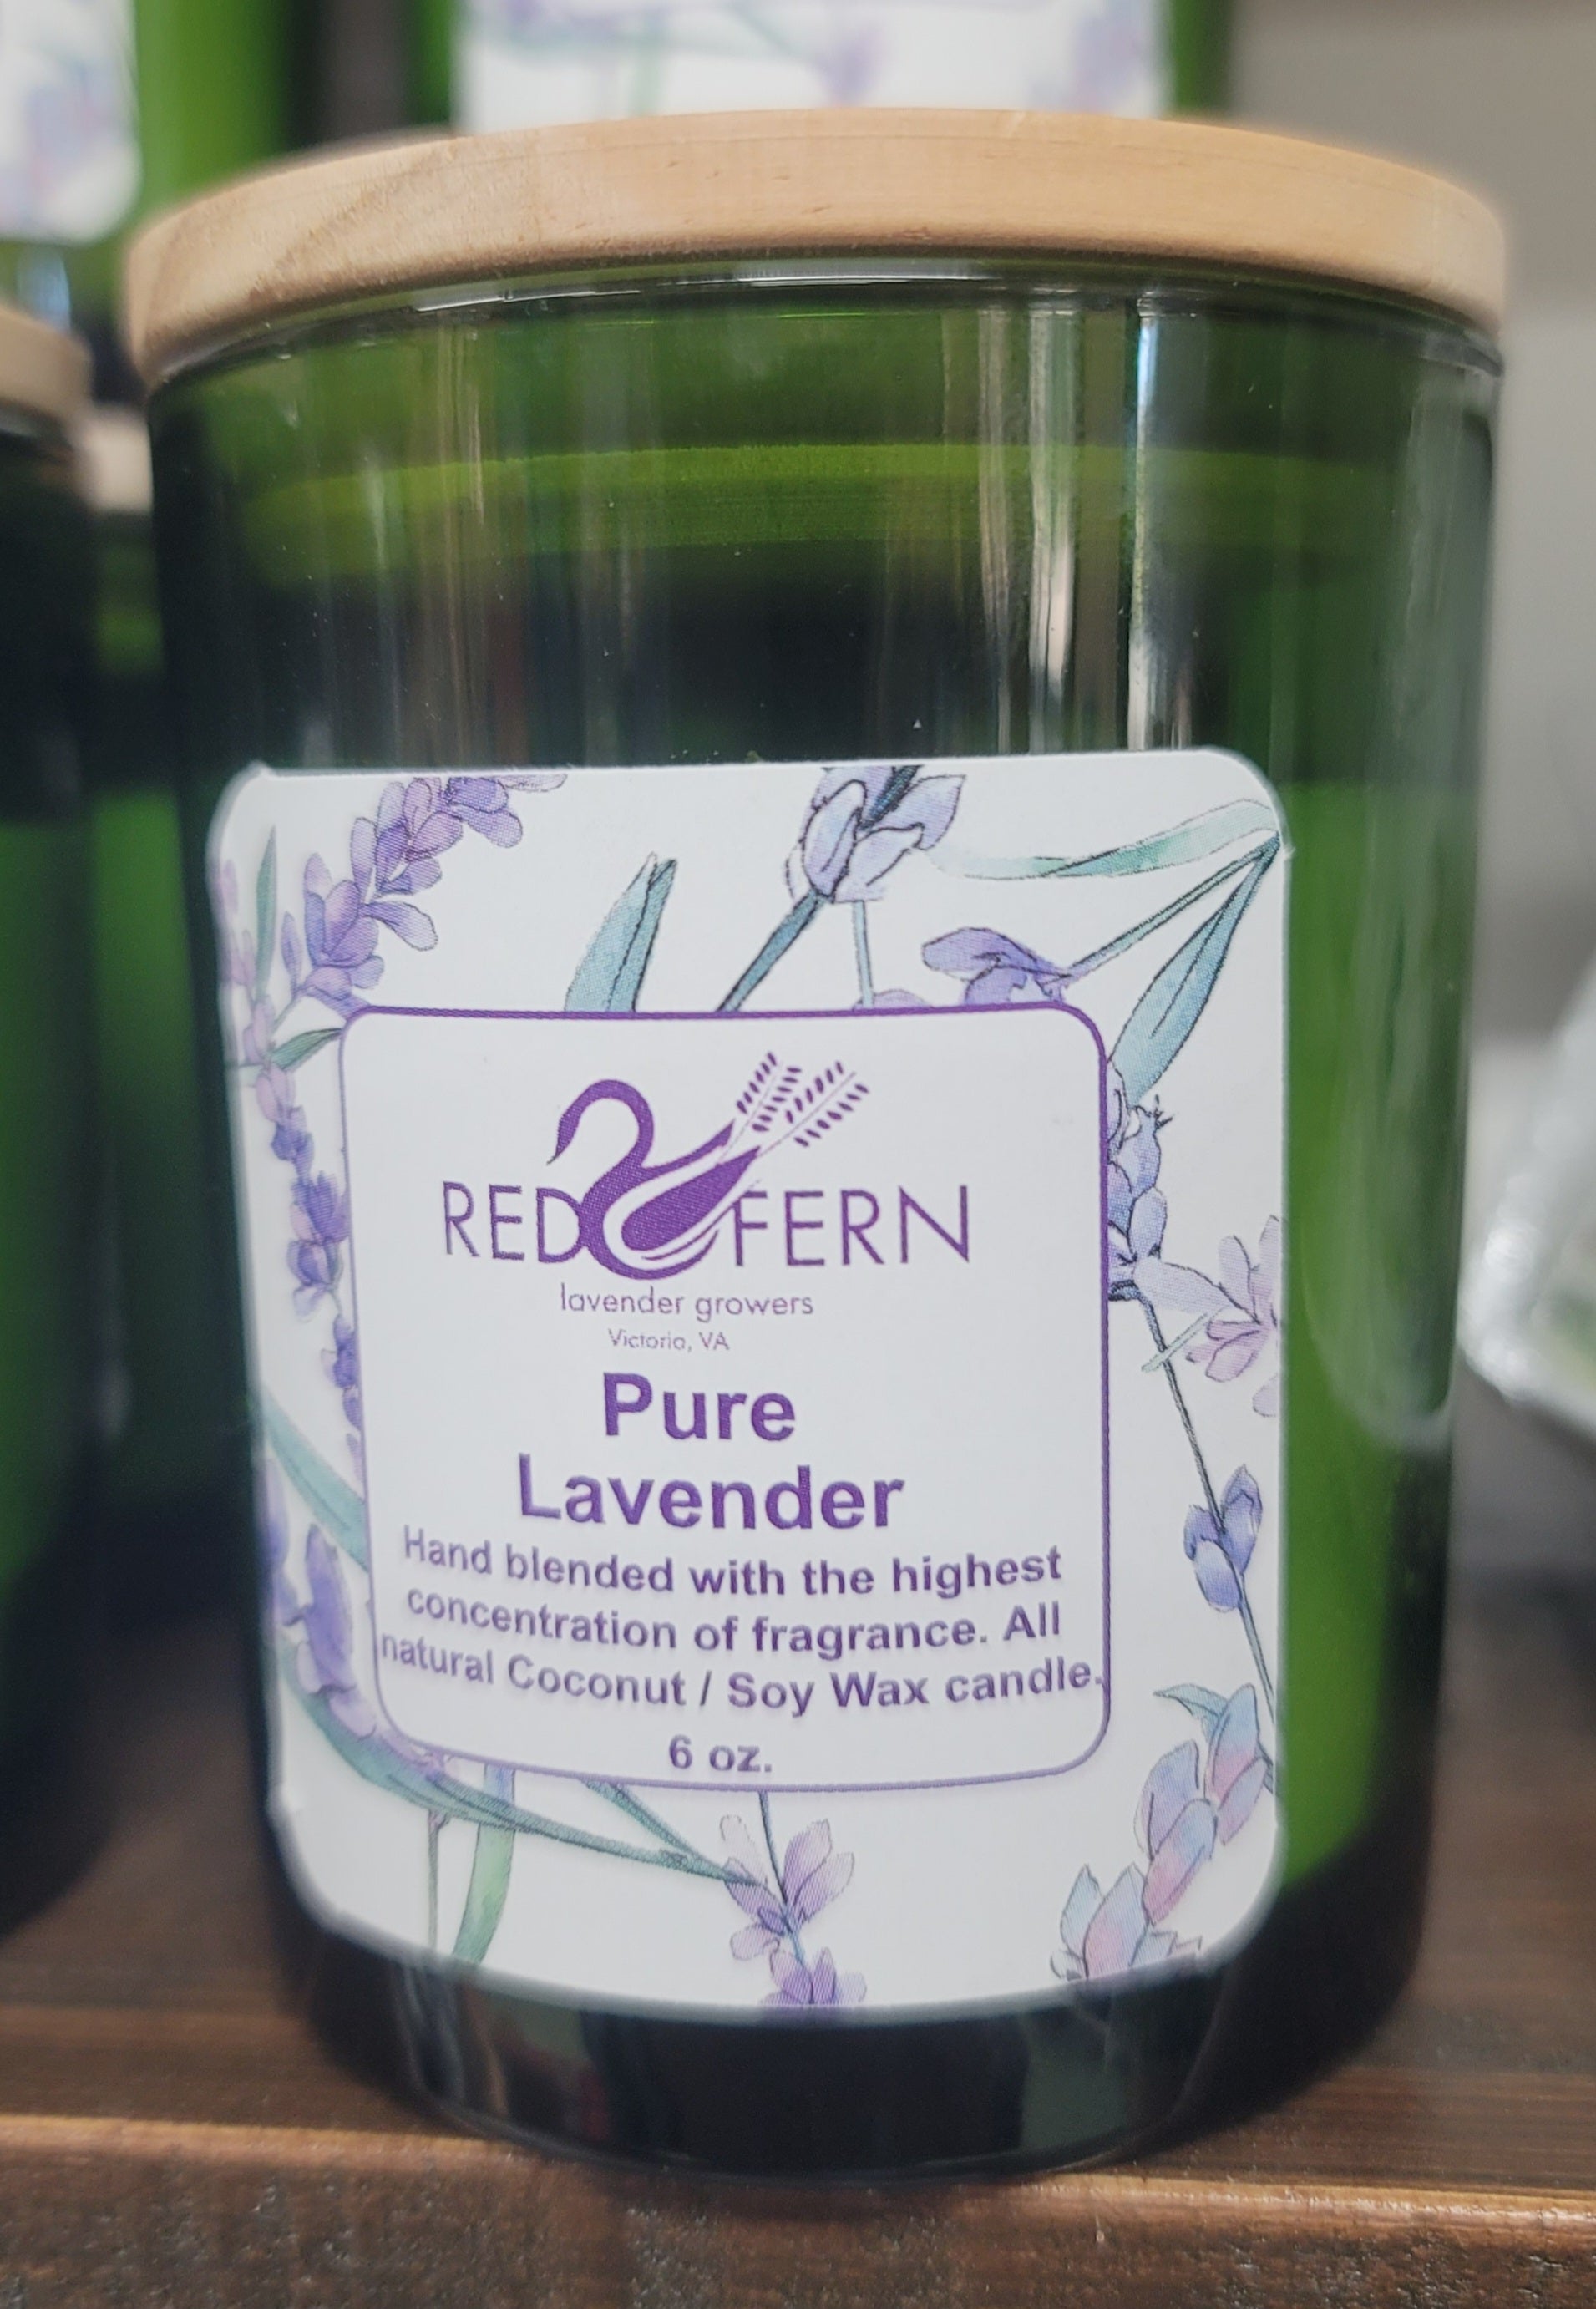 RED FERN
lavender growers
Victoria, VA
Pure
Lavender
Hand blended with the highest
concentration of fragrance. All
natural Coconut / Soy Wax candle.
6 oz.